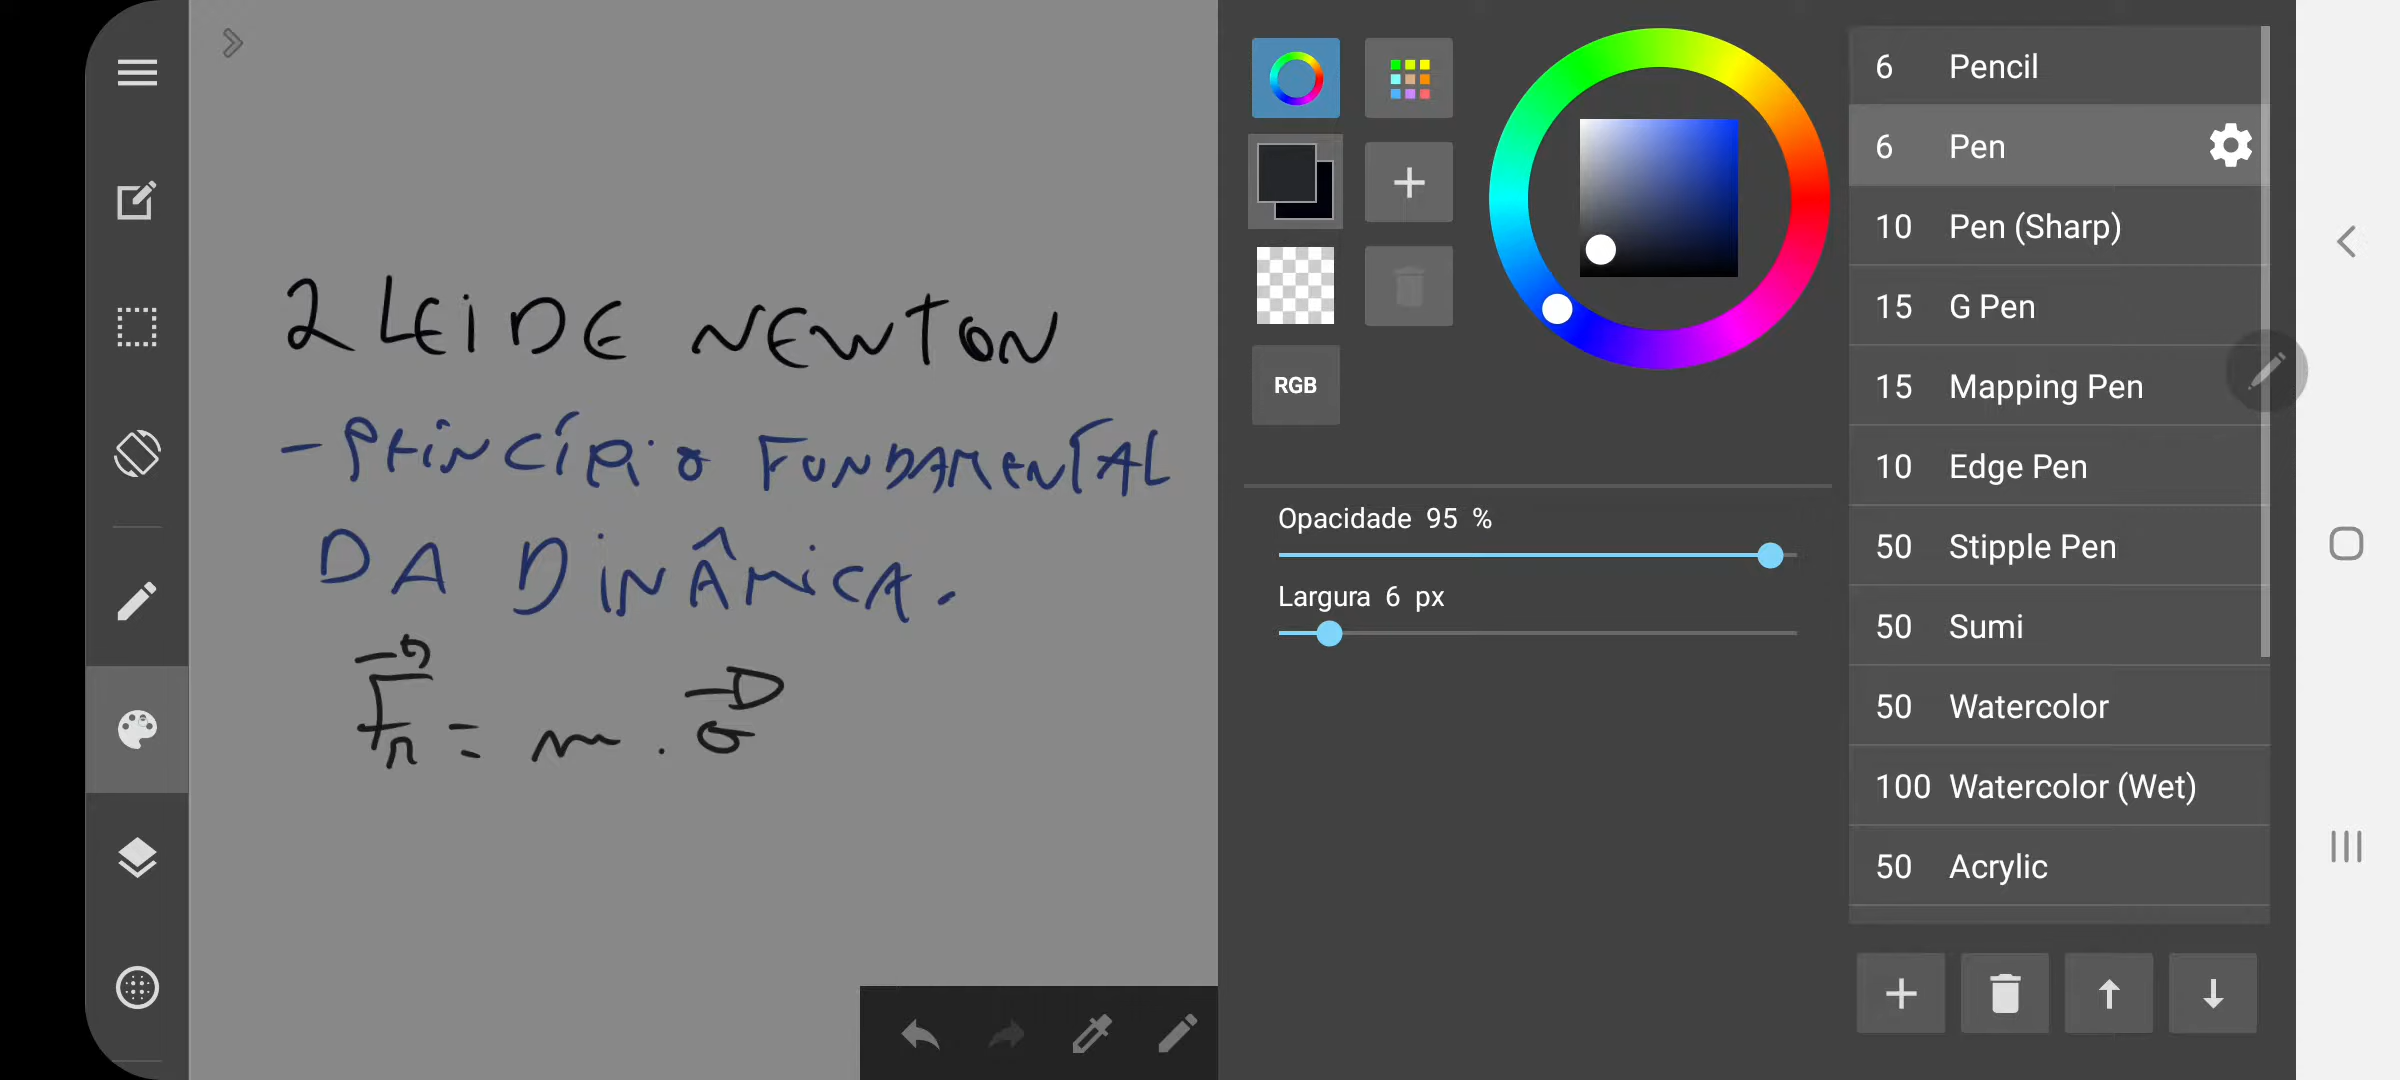 2 LEI DE NEWTON
- PRINCÍPIO FUNDAMENTAL
DA DINÂMICA.
Fr = m . a
RGB
Opacidade 95 %
Largura 6 px
6 Pencil
6 Pen
10 Pen (Sharp)
15 G Pen
15 Mapping Pen
10 Edge Pen
50 Stipple Pen
50 Sumi
50 Watercolor
100 Watercolor (Wet)
50 Acrylic